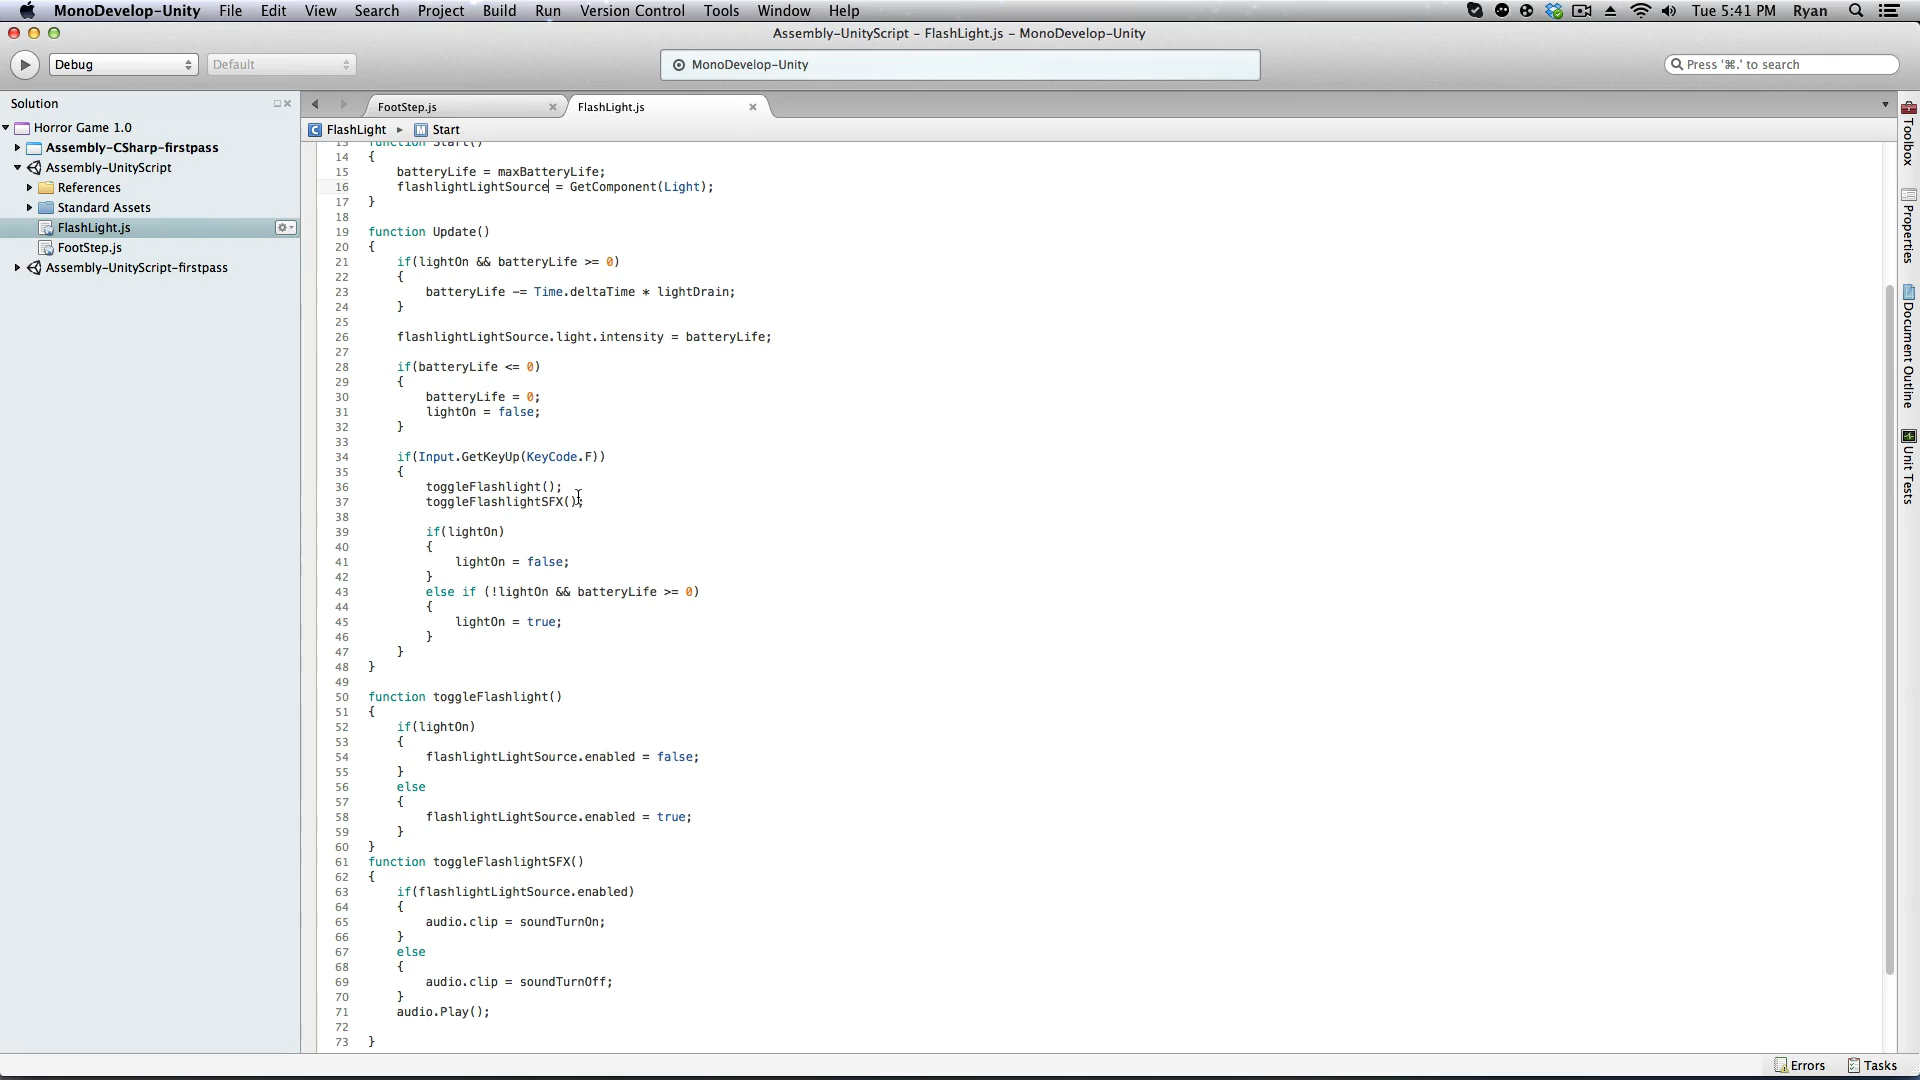 MonoDevelop-Unity File Edit View Search Project Build Run Version Control Tools Window Help Tue 5:41 PM Ryan
Assembly-UnityScript – FlashLight.js – MonoDevelop-Unity
Debug Default MonoDevelop-Unity Press '⌘.' to search
Solution
Horror Game 1.0
Assembly-CSharp-firstpass
Assembly-UnityScript
References
Standard Assets
FlashLight.js
FootStep.js
Assembly-UnityScript-firstpass
FootStep.js FlashLight.js
FlashLight ▸ Start
13 function Start()
14 {
15 batteryLife = maxBatteryLife;
16 flashlightLightSource = GetComponent(Light);
17 }
18
19 function Update()
20 {
21 if(lightOn && batteryLife >= 0)
22 {
23 batteryLife -= Time.deltaTime * lightDrain;
24 }
25
26 flashlightLightSource.light.intensity = batteryLife;
27
28 if(batteryLife <= 0)
29 {
30 batteryLife = 0;
31 lightOn = false;
32 }
33
34 if(Input.GetKeyUp(KeyCode.F))
35 {
36 toggleFlashlight();
37 toggleFlashlightSFX();
38
39 if(lightOn)
40 {
41 lightOn = false;
42 }
43 else if (!lightOn && batteryLife >= 0)
44 {
45 lightOn = true;
46 }
47 }
48 }
49
50 function toggleFlashlight()
51 {
52 if(lightOn)
53 {
54 flashlightLightSource.enabled = false;
55 }
56 else
57 {
58 flashlightLightSource.enabled = true;
59 }
60 }
61 function toggleFlashlightSFX()
62 {
63 if(flashlightLightSource.enabled)
64 {
65 audio.clip = soundTurnOn;
66 }
67 else
68 {
69 audio.clip = soundTurnOff;
70 }
71 audio.Play();
72
73 }
Toolbox
Properties
Document Outline
Unit Tests
Errors Tasks